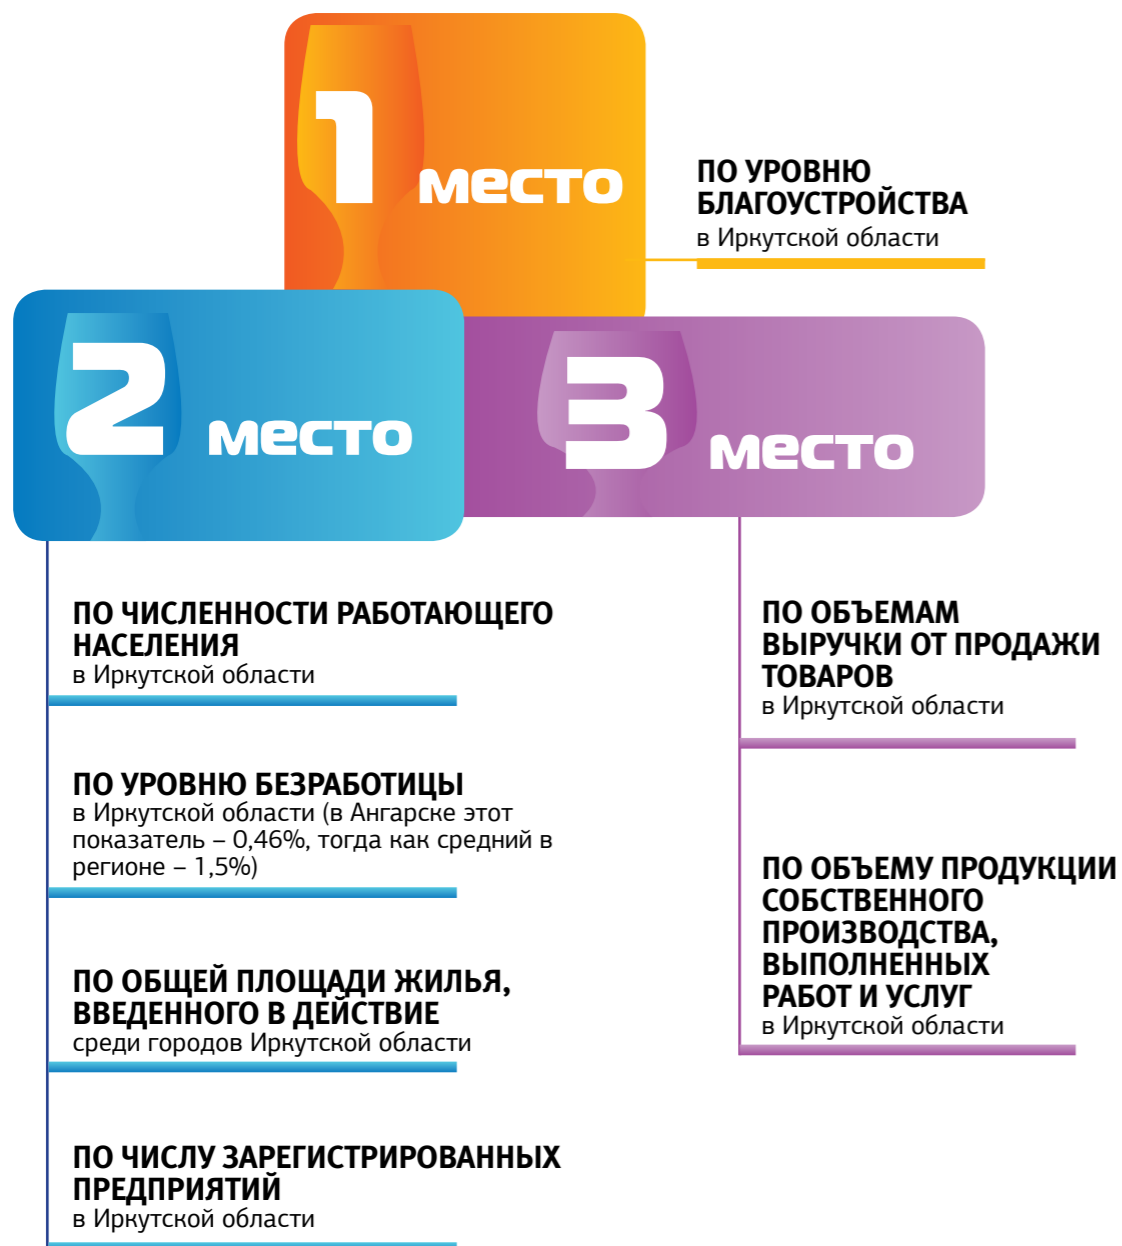 1 место
ПО УРОВНЮ
БЛАГОУСТРОЙСТВА
в Иркутской области
2 место
3 место
ПО ЧИСЛЕННОСТИ РАБОТАЮЩЕГО
НАСЕЛЕНИЯ
в Иркутской области
ПО УРОВНЮ БЕЗРАБОТИЦЫ
в Иркутской области (в Ангарске этот
показатель – 0,46%, тогда как средний в
регионе – 1,5%)
ПО ОБЩЕЙ ПЛОЩАДИ ЖИЛЬЯ,
ВВЕДЕННОГО В ДЕЙСТВИЕ
среди городов Иркутской области
ПО ЧИСЛУ ЗАРЕГИСТРИРОВАННЫХ
ПРЕДПРИЯТИЙ
в Иркутской области
ПО ОБЪЕМАМ
ВЫРУЧКИ ОТ ПРОДАЖИ
ТОВАРОВ
в Иркутской области
ПО ОБЪЕМУ ПРОДУКЦИИ
СОБСТВЕННОГО
ПРОИЗВОДСТВА,
ВЫПОЛНЕННЫХ
РАБОТ И УСЛУГ
в Иркутской области